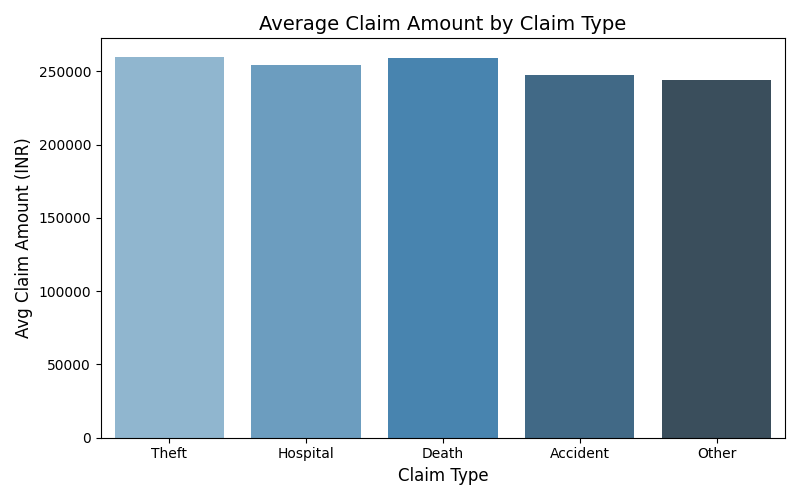 Average Claim Amount by Claim Type
Avg Claim Amount (INR)
250000
200000
150000
100000
50000
0
Theft Hospital Death Accident Other
Claim Type